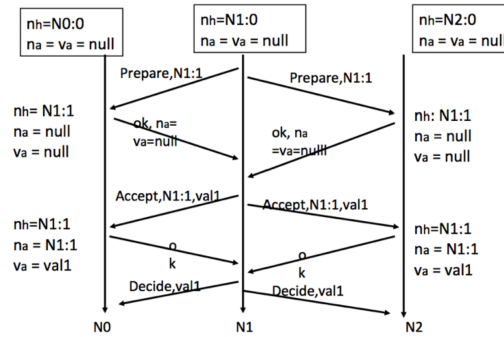 nh=N0:0
na = va = null
nh=N1:0
na = va = null
nh=N2:0
na = va = null
Prepare,N1:1
Prepare,N1:1
nh= N1:1
na = null
va = null
ok, na=
va=null
ok, na
=va=nulll
nh: N1:1
na = null
va = null
Accept,N1:1,val1
Accept,N1:1,val1
nh=N1:1
na = N1:1
va = val1
o
k
o
k
nh=N1:1
na = N1:1
va = val1
Decide,val1
Decide,val1
N0
N1
N2